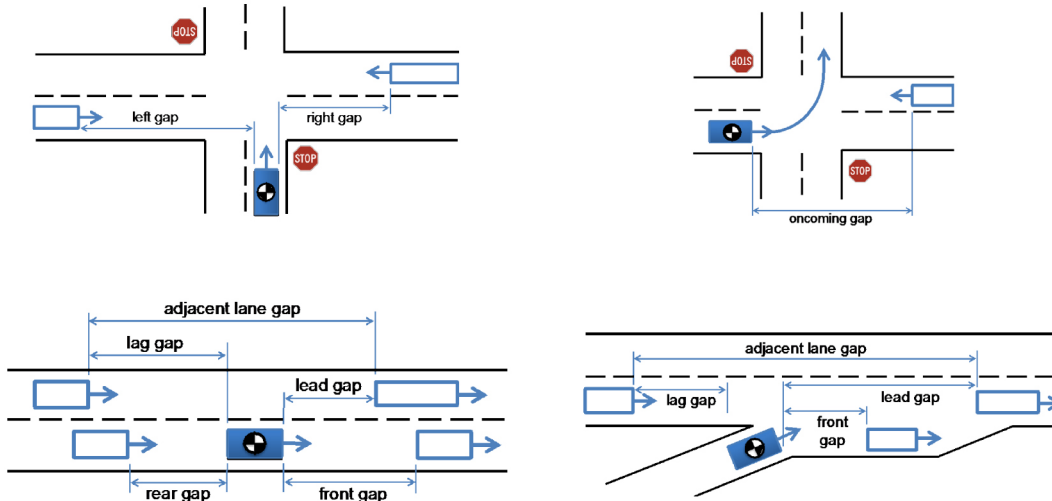 STOP
left gap
right gap
STOP
STOP
oncoming gap
STOP
adjacent lane gap
lag gap
lead gap
rear gap
front gap
adjacent lane gap
lag gap
lead gap
front
gap